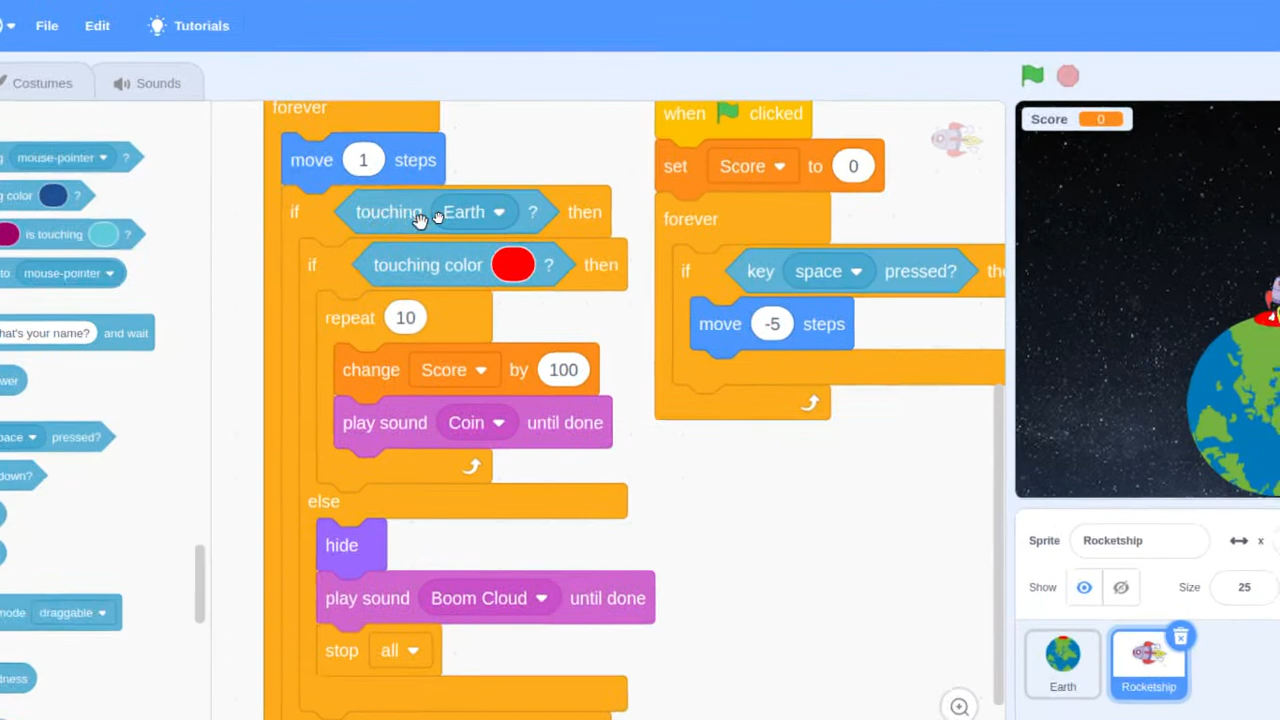 File
Edit
Tutorials
Costumes
Sounds
mouse-pointer ?
color ?
is touching ?
to mouse-pointer
hat's your name? and wait
pressed?
down?
draggable
forever
move 1 steps
if touching Earth ? then
if touching color ? then
repeat 10
change Score by 100
play sound Coin until done
else
hide
play sound Boom Cloud until done
stop all
when clicked
set Score to 0
forever
if key space pressed? the
move -5 steps
Score 0
Sprite Rocketship x
Show Size 25
Earth
Rocketship